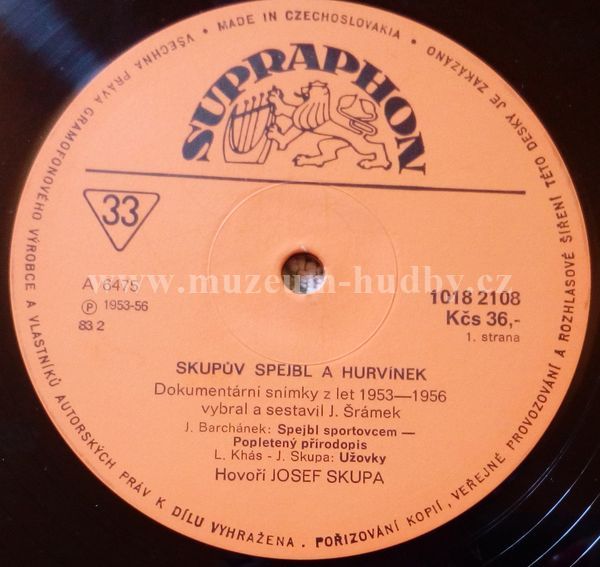 VŠECHNA PRÁVA GRAMOFONOVÉHO VÝROBCE A VLASTNÍKŮ AUTORSKÝCH PRÁV K DÍLU VYHRAŽENA. POŘIZOVÁNÍ KOPIÍ, VEŘEJNÉ PROVOZOVÁNÍ A ROZHLASOVÉ ŠÍŘENÍ TÉTO DESKY JE ZAKÁZÁNO • MADE IN CZECHOSLOVAKIA •
SUPRAPHON
33
www.muzeum-hudby.cz
A 6475
Ⓟ 1953-56
83 2
1018 2108
Kčs 36,-
1. strana
SKUPŮV SPEJBL A HURVÍNEK
Dokumentární snímky z let 1953—1956
vybral a sestavil J. Šrámek
J. Barchánek: Spejbl sportovcem —
Popletený přírodopis
L. Khás - J. Skupa: Užovky
Hovoří JOSEF SKUPA